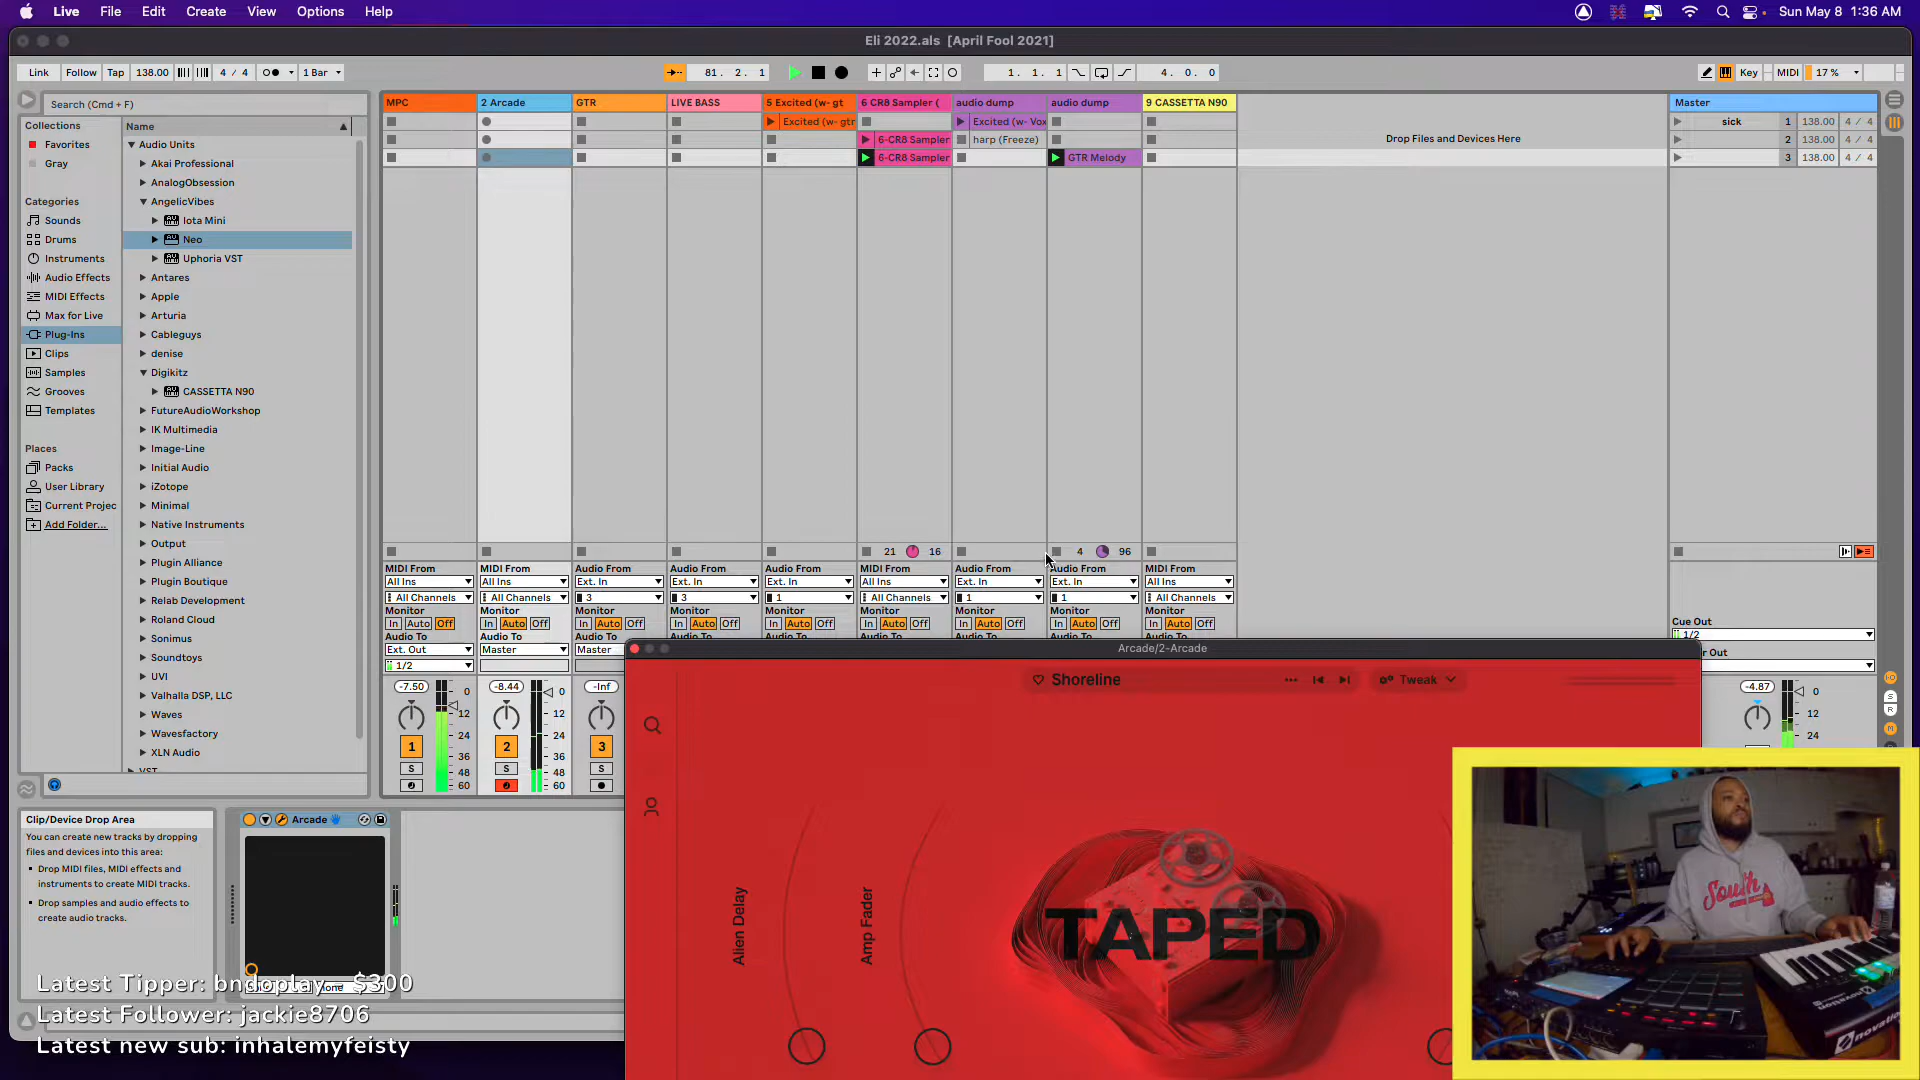 Live File Edit Create View Options Help
Sun May 8 1:36 AM
Eli 2022.als [April Fool 2021]
Link Follow Tap 138.00 4 / 4 1 Bar
81. 2. 1
1. 1. 1
4. 0. 0
Key MIDI 17 %
Search (Cmd + F)
Collections
Favorites
Gray
Categories
Sounds
Drums
Instruments
Audio Effects
MIDI Effects
Max for Live
Plug-Ins
Clips
Samples
Grooves
Templates
Places
Packs
User Library
Current Projec
Add Folder...
Name
Audio Units
Akai Professional
AnalogObsession
AngelicVibes
Iota Mini
Neo
Uphoria VST
Antares
Apple
Arturia
Cableguys
denise
Digikitz
CASSETTA N90
FutureAudioWorkshop
IK Multimedia
Image-Line
Initial Audio
iZotope
Minimal
Native Instruments
Output
Plugin Alliance
Plugin Boutique
Relab Development
Roland Cloud
Sonimus
Soundtoys
UVI
Valhalla DSP, LLC
Waves
Wavesfactory
XLN Audio
MPC 2 Arcade GTR LIVE BASS 5 Excited (w- gt 6 CR8 Sampler ( audio dump audio dump 9 CASSETTA N90 Master
Excited (w- gtr Excited (w- Vox sick 1 138.00 4 / 4
6-CR8 Sampler harp (Freeze) 2 138.00 4 / 4
6-CR8 Sampler GTR Melody 3 138.00 4 / 4
Drop Files and Devices Here
21 16 4 96
MIDI From MIDI From Audio From Audio From Audio From MIDI From Audio From Audio From MIDI From
All Ins All Ins Ext. In Ext. In Ext. In All Ins Ext. In Ext. In All Ins
All Channels All Channels 3 3 1 All Channels 1 1 All Channels
Monitor Monitor Monitor Monitor Monitor Monitor Monitor Monitor Monitor
In Auto Off In Auto Off In Auto Off In Auto Off In Auto Off In Auto Off In Auto Off In Auto Off In Auto Off
Audio To Audio To Audio To
Ext. Out Master Master
1/2
Cue Out
1/2
-7.50 -8.44 -Inf -4.87
0 12 24 36 48 60
0 12 24 36 48 60
0 12 24
1 2 3
S S S
Arcade/2-Arcade
Shoreline
Tweak
Alien Delay
Amp Fader
TAPED
South
novation
Clip/Device Drop Area
You can create new tracks by dropping
files and devices into this area:
Drop MIDI files, MIDI effects and
instruments to create MIDI tracks.
Drop samples and audio effects to
create audio tracks.
Arcade
Latest Tipper: bndoplay - $300
Latest Follower: jackie8706
Latest new sub: inhalemyfeisty